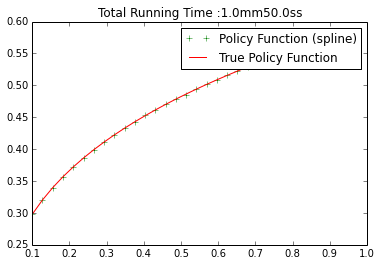 Total Running Time :1.0mm50.0ss
0.60
Policy Function (spline)
True Policy Function
0.55
0.50
0.45
0.40
0.35
0.30
0.25
0.1 0.2 0.3 0.4 0.5 0.6 0.7 0.8 0.9 1.0